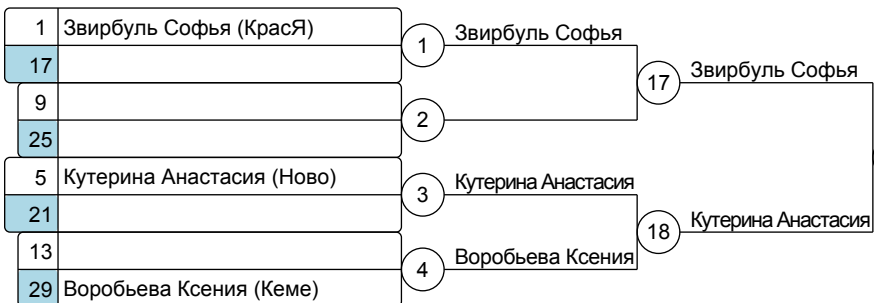 1 Звирбуль Софья (КрасЯ)
17
1 Звирбуль Софья
17 Звирбуль Софья
9
25
2
5 Кутерина Анастасия (Ново)
21
3 Кутерина Анастасия
18 Кутерина Анастасия
13
29 Воробьева Ксения (Кеме)
4 Воробьева Ксения